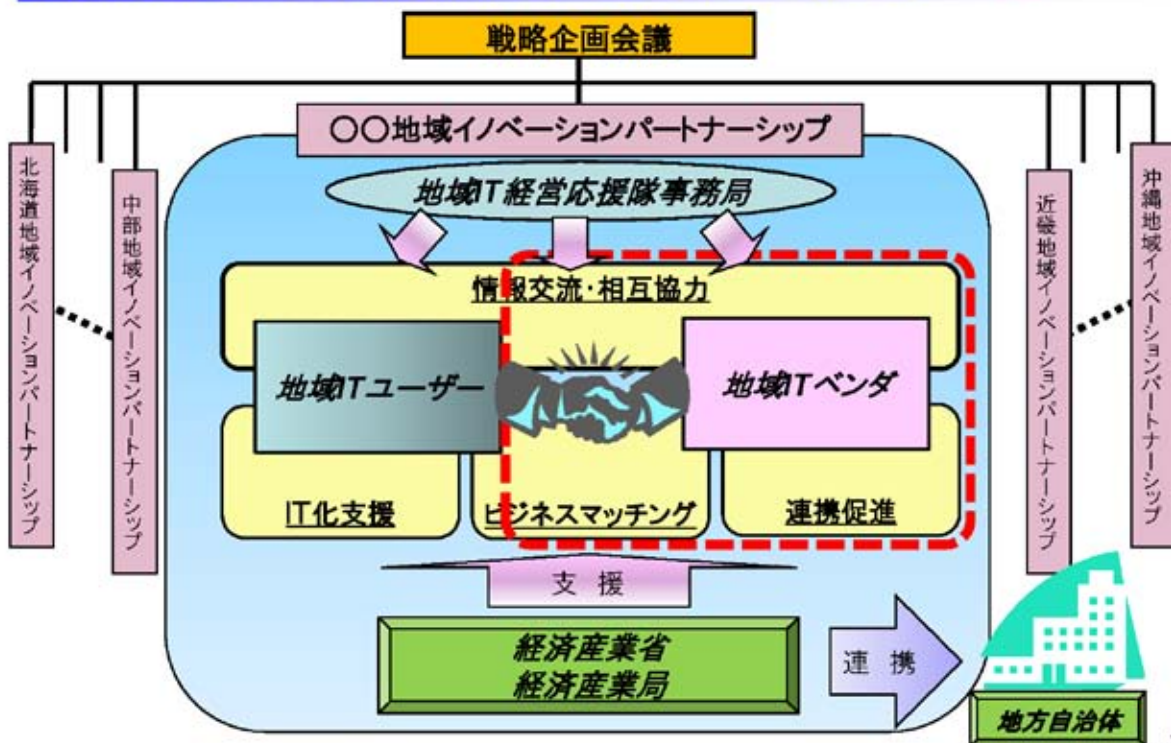 戦略企画会議
〇〇地域イノベーションパートナーシップ
地域IT経営応援隊事務局
北海道地域イノベーションパートナーシップ
中部地域イノベーションパートナーシップ
近畿地域イノベーションパートナーシップ
沖縄地域イノベーションパートナーシップ
情報交流・相互協力
地域ITユーザー
地域ITベンダ
IT化支援
ビジネスマッチング
連携促進
支 援
経済産業省
経済産業局
連 携
地方自治体